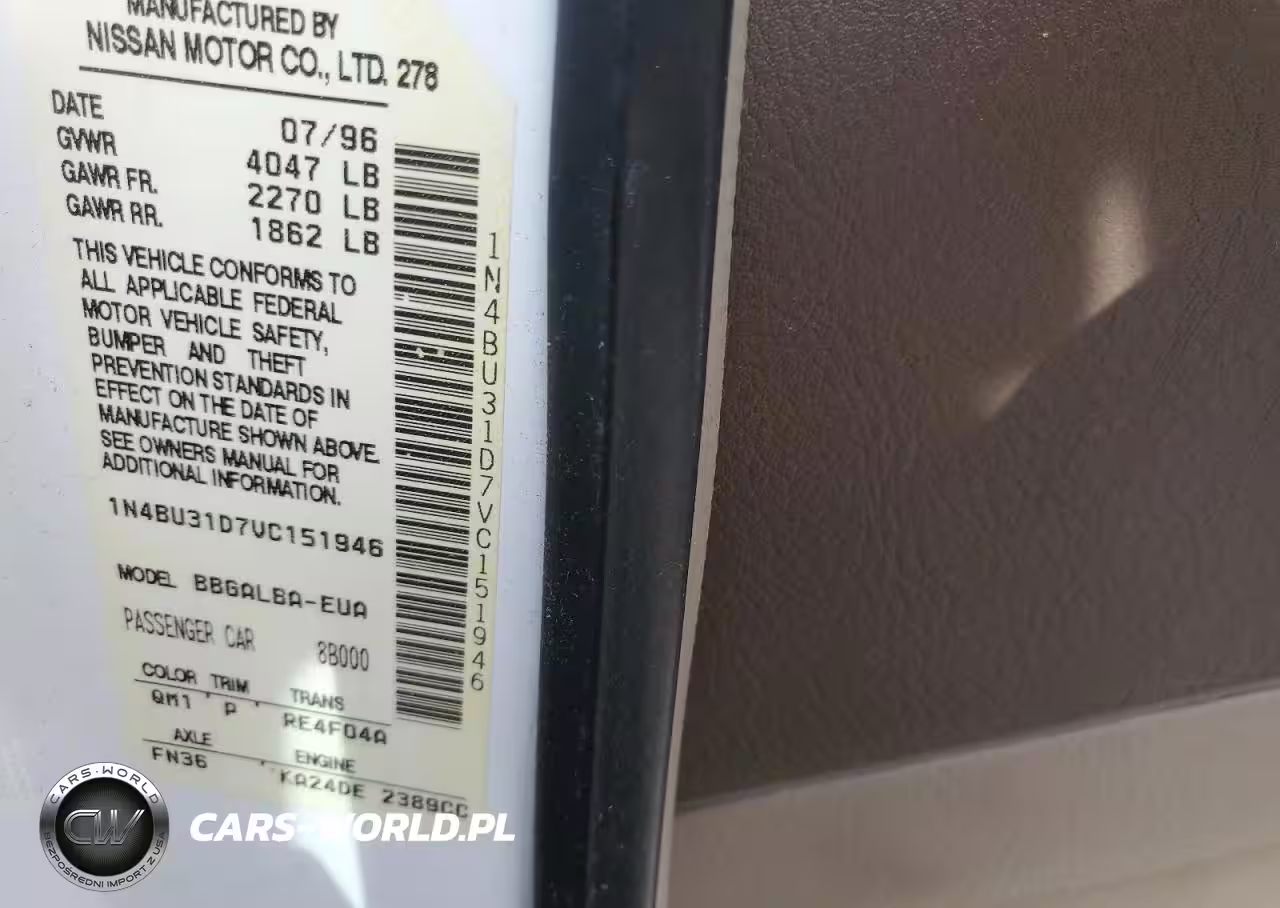 MANUFACTURED BY
NISSAN MOTOR CO., LTD. 278
DATE 07/96
GVWR 4047 LB
GAWR FR. 2270 LB
GAWR RR. 1862 LB
THIS VEHICLE CONFORMS TO
ALL APPLICABLE FEDERAL
MOTOR VEHICLE SAFETY,
BUMPER AND THEFT
PREVENTION STANDARDS IN
EFFECT ON THE DATE OF
MANUFACTURE SHOWN ABOVE.
SEE OWNERS MANUAL FOR
ADDITIONAL INFORMATION.
1N4BU31D7VC151946
MODEL BBGALBA-EUA
PASSENGER CAR 8B000
COLOR TRIM TRANS
QM1 P RE4F04A
AXLE ENGINE
FN36 KA24DE 2389CC
1N4BU31D7VC151946
CARS-WORLD
CW
BEZPOŚREDNI IMPORT Z USA
CARS-WORLD.PL